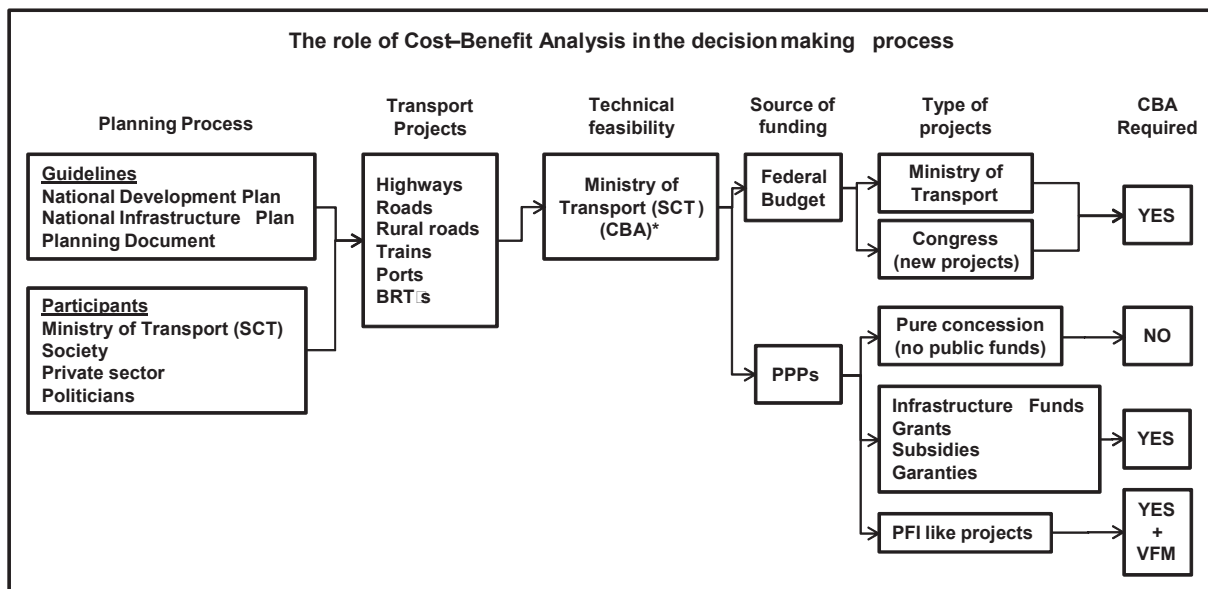 The role of Cost–Benefit Analysis in the decision making process
Planning Process
Transport
Projects
Technical
feasibility
Source of
funding
Type of
projects
CBA
Required
Guidelines
National Development Plan
National Infrastructure Plan
Planning Document
Participants
Ministry of Transport (SCT)
Society
Private sector
Politicians
Highways
Roads
Rural roads
Trains
Ports
BRT□s
Ministry of
Transport (SCT)
(CBA)*
Federal
Budget
PPPs
Ministry of
Transport
Congress
(new projects)
Pure concession
(no public funds)
Infrastructure Funds
Grants
Subsidies
Garanties
PFI like projects
YES
NO
YES
YES
+
VFM